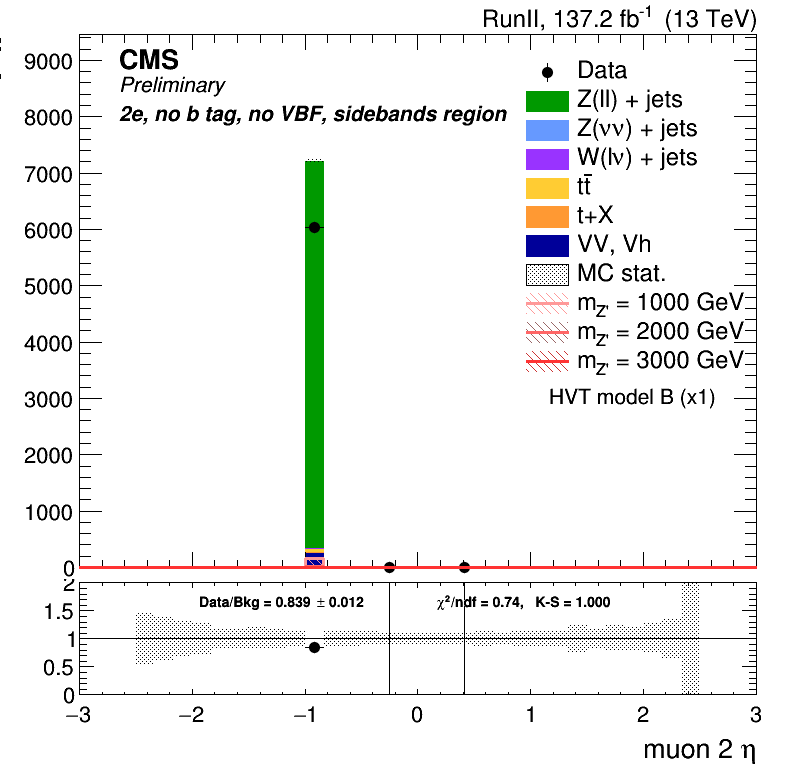 RunII, 137.2 fb⁻¹ (13 TeV)
CMS
Preliminary
2e, no b tag, no VBF, sidebands region
Data
Z(ll) + jets
Z(νν) + jets
W(lν) + jets
tt̄
t+X
VV, Vh
MC stat.
m_Z' = 1000 GeV
m_Z' = 2000 GeV
m_Z' = 3000 GeV
HVT model B (x1)
9000
8000
7000
6000
5000
4000
3000
2000
1000
0
2
1.5
1
0.5
0
Data/Bkg = 0.839 ± 0.012
χ²/ndf = 0.74, K-S = 1.000
−3 −2 −1 0 1 2 3
muon 2 η